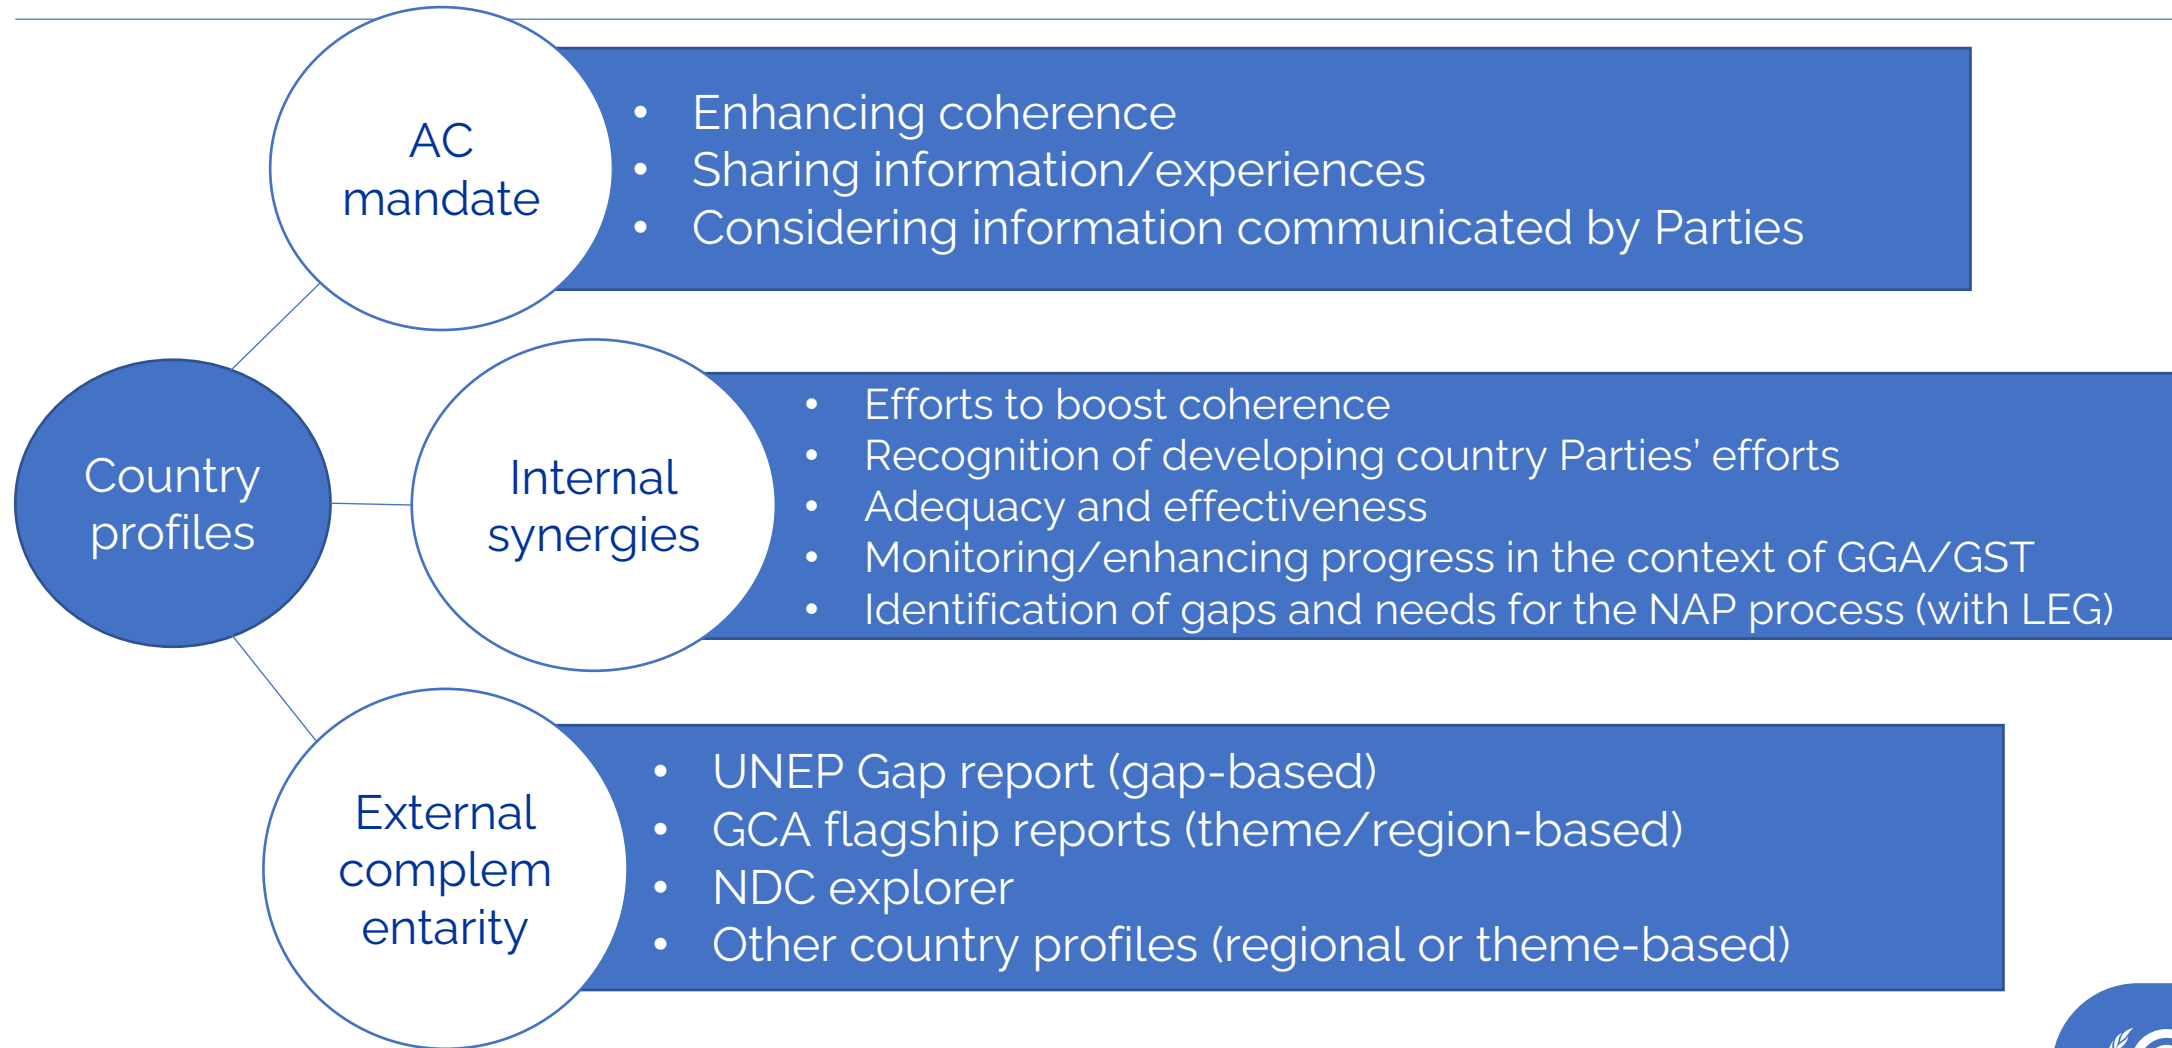 AC
mandate
• Enhancing coherence
• Sharing information/experiences
• Considering information communicated by Parties
Country
profiles
Internal
synergies
• Efforts to boost coherence
• Recognition of developing country Parties’ efforts
• Adequacy and effectiveness
• Monitoring/enhancing progress in the context of GGA/GST
• Identification of gaps and needs for the NAP process (with LEG)
External
complem
entarity
• UNEP Gap report (gap-based)
• GCA flagship reports (theme/region-based)
• NDC explorer
• Other country profiles (regional or theme-based)